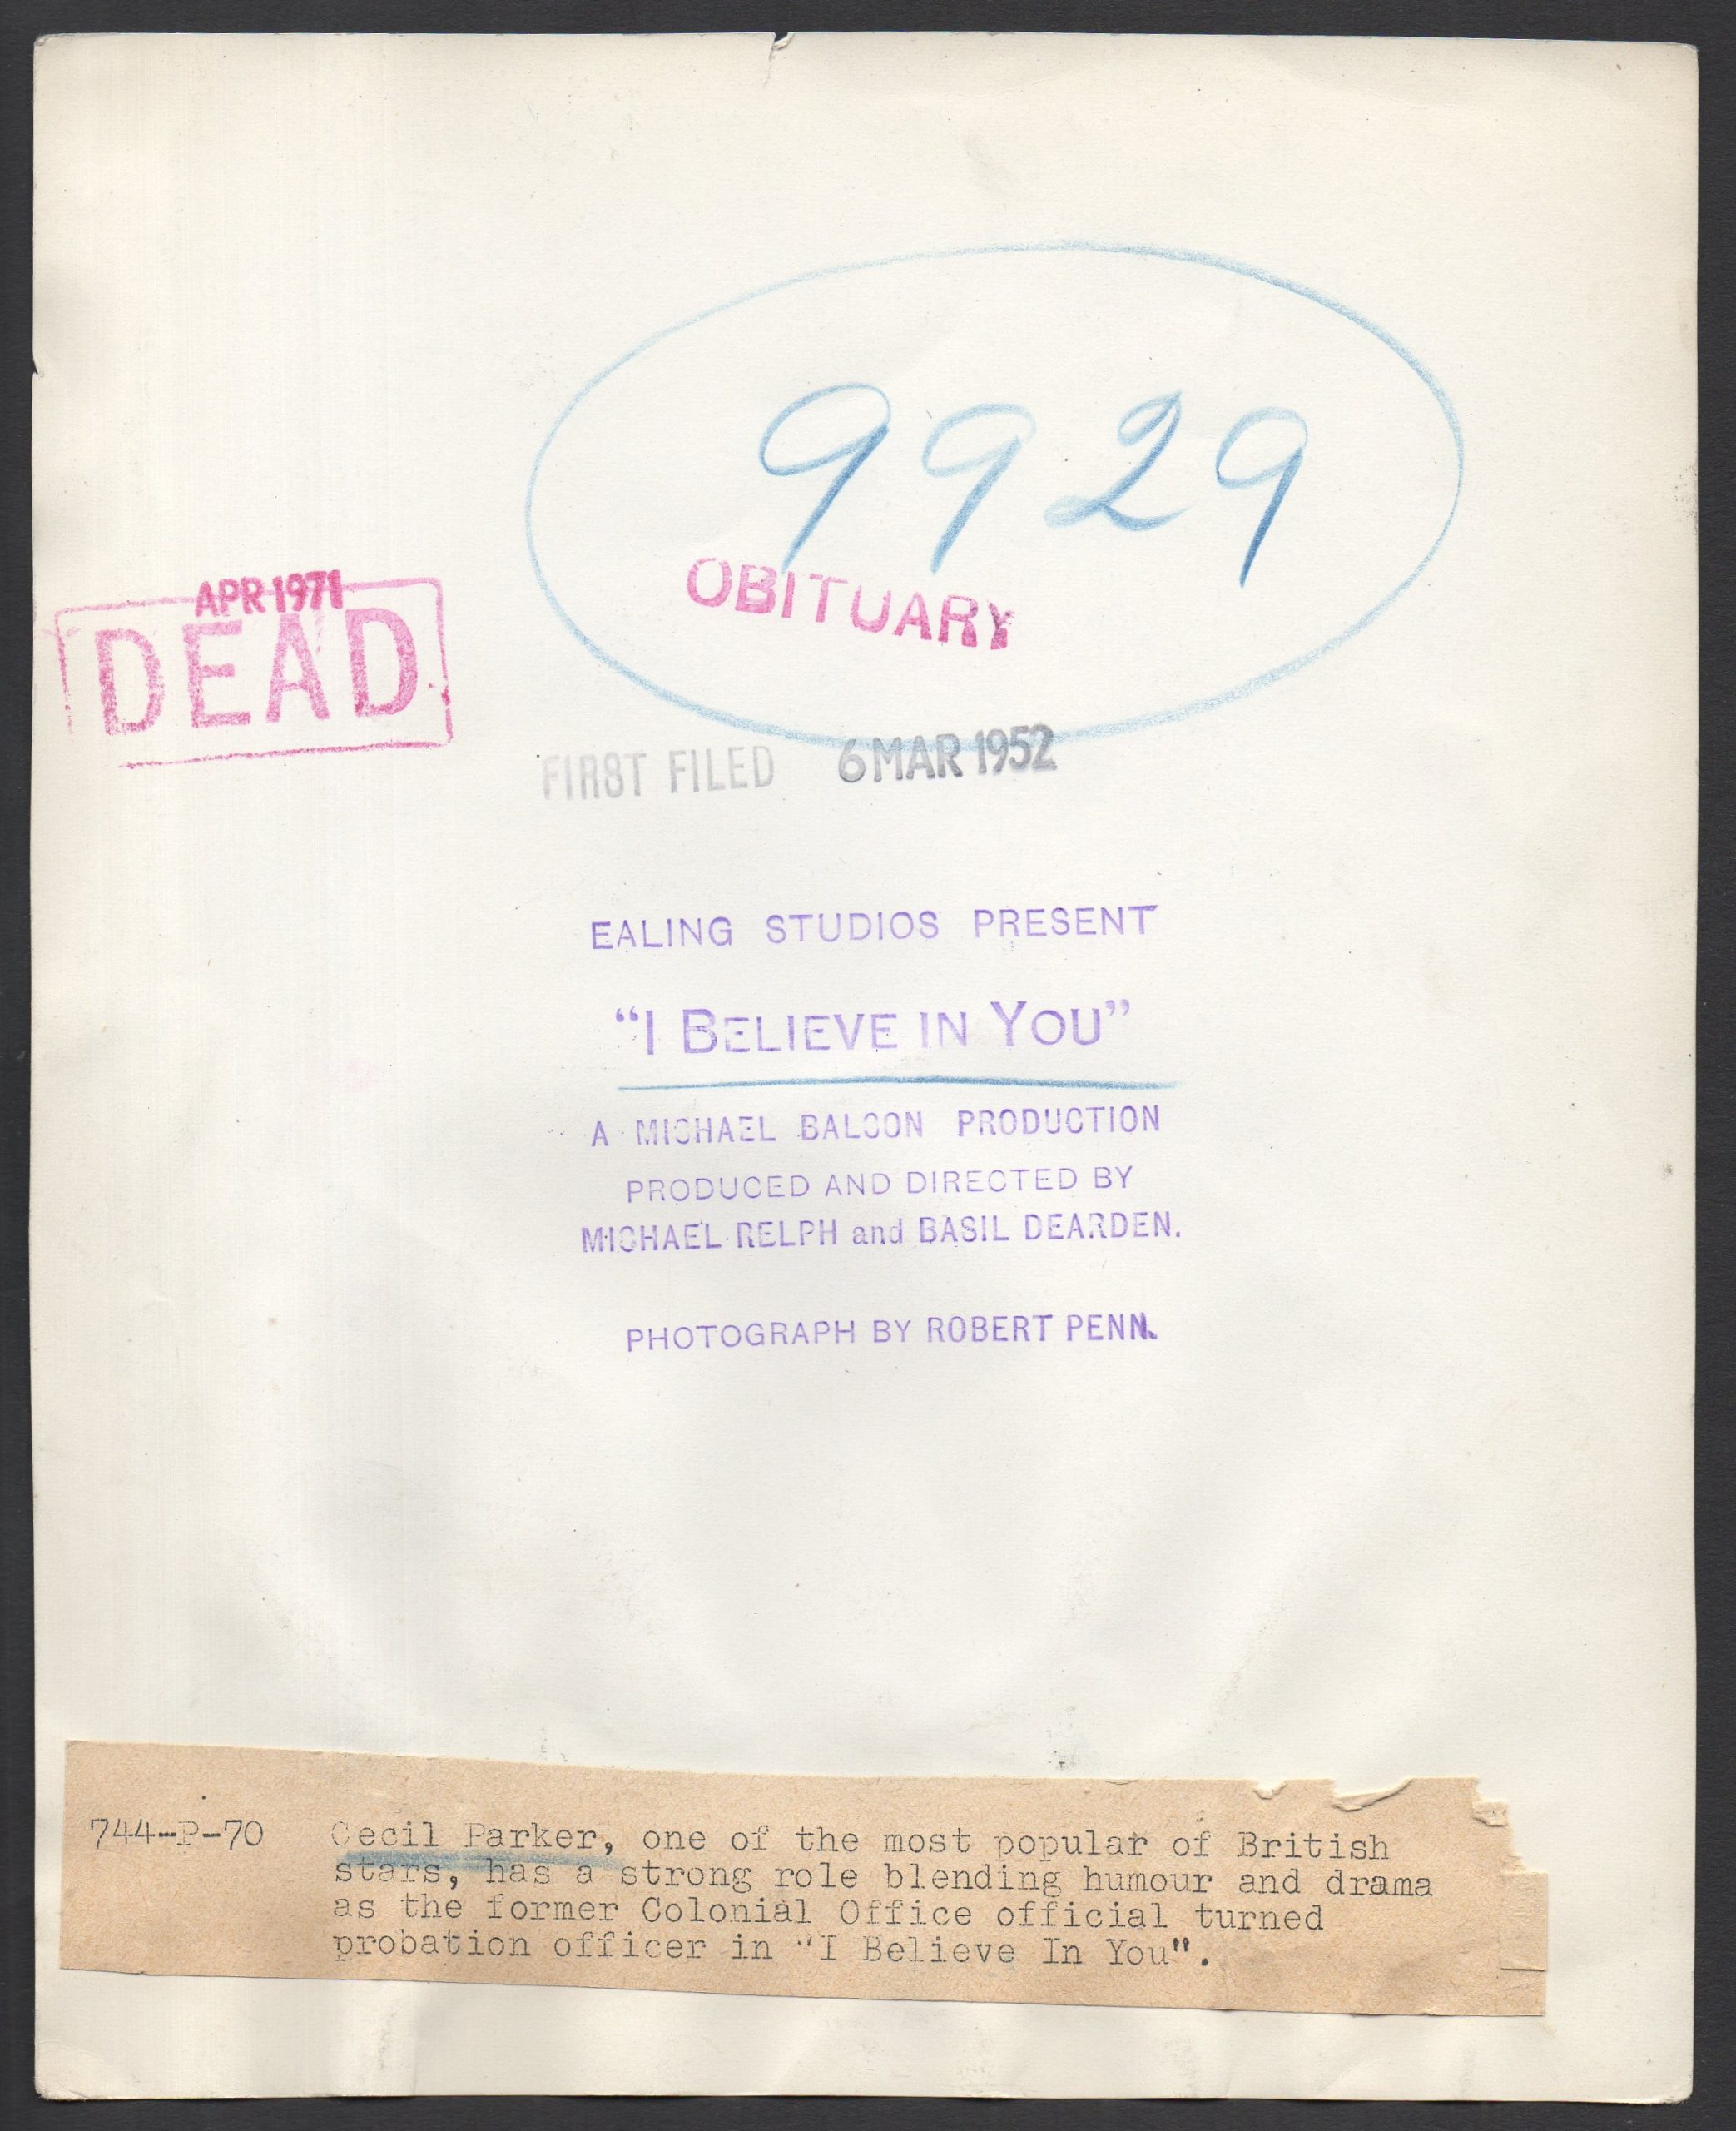 9929
OBITUARY
APR 1971
DEAD
FIRST FILED 6 MAR 1952
EALING STUDIOS PRESENT
“I BELIEVE IN YOU”
A MICHAEL BALCON PRODUCTION
PRODUCED AND DIRECTED BY
MICHAEL RELPH and BASIL DEARDEN.
PHOTOGRAPH BY ROBERT PENN.
744-P-70 Cecil Parker, one of the most popular of British
stars, has a strong role blending humour and drama
as the former Colonial Office official turned
probation officer in "I Believe In You".